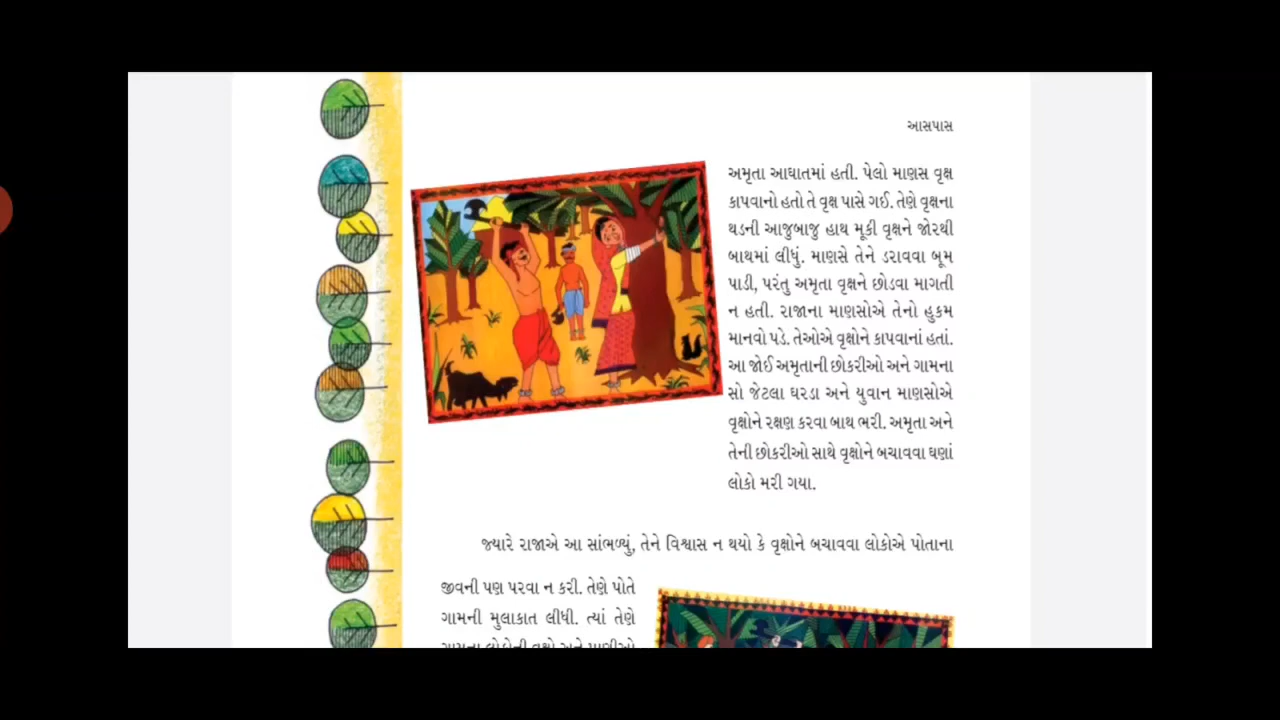 આસપાસ
અમૃતા આઘાતમાં હતી. પેલો માણસ વૃક્ષ
કાપવાનો હતો તે વૃક્ષ પાસે ગઈ. તેણે વૃક્ષના
થડની આજુબાજુ હાથ મૂકી વૃક્ષને જોરથી
બાથમાં લીધું. માણસે તેને ડરાવવા બૂમ
પાડી, પરંતુ અમૃતા વૃક્ષને છોડવા માગતી
ન હતી. રાજાના માણસોએ તેનો હુકમ
માનવો પડે. તેઓએ વૃક્ષોને કાપવાનાં હતાં.
આ જોઈ અમૃતાની છોકરીઓ અને ગામના
સો જેટલા ઘરડા અને યુવાન માણસોએ
વૃક્ષોને રક્ષણ કરવા બાથ ભરી. અમૃતા અને
તેની છોકરીઓ સાથે વૃક્ષોને બચાવવા ઘણાં
લોકો મરી ગયા.
જ્યારે રાજાએ આ સાંભળ્યું, તેને વિશ્વાસ ન થયો કે વૃક્ષોને બચાવવા લોકોએ પોતાના
જીવની પણ પરવા ન કરી. તેણે પોતે
ગામની મુલાકાત લીધી. ત્યાં તેણે